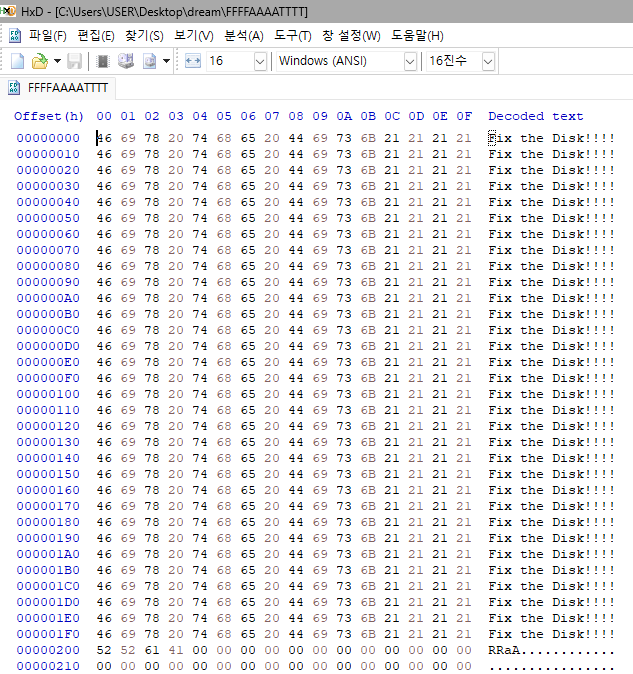 HxD - [C:\Users\USER\Desktop\dream\FFFFAAAATTTT]
파일(F) 편집(E) 찾기(S) 보기(V) 분석(A) 도구(T) 창 설정(W) 도움말(H)
16 Windows (ANSI) 16진수
FFFFAAAATTTT
Offset(h) 00 01 02 03 04 05 06 07 08 09 0A 0B 0C 0D 0E 0F Decoded text
00000000 46 69 78 20 74 68 65 20 44 69 73 6B 21 21 21 21 Fix the Disk!!!!
00000010 46 69 78 20 74 68 65 20 44 69 73 6B 21 21 21 21 Fix the Disk!!!!
00000020 46 69 78 20 74 68 65 20 44 69 73 6B 21 21 21 21 Fix the Disk!!!!
00000030 46 69 78 20 74 68 65 20 44 69 73 6B 21 21 21 21 Fix the Disk!!!!
00000040 46 69 78 20 74 68 65 20 44 69 73 6B 21 21 21 21 Fix the Disk!!!!
00000050 46 69 78 20 74 68 65 20 44 69 73 6B 21 21 21 21 Fix the Disk!!!!
00000060 46 69 78 20 74 68 65 20 44 69 73 6B 21 21 21 21 Fix the Disk!!!!
00000070 46 69 78 20 74 68 65 20 44 69 73 6B 21 21 21 21 Fix the Disk!!!!
00000080 46 69 78 20 74 68 65 20 44 69 73 6B 21 21 21 21 Fix the Disk!!!!
00000090 46 69 78 20 74 68 65 20 44 69 73 6B 21 21 21 21 Fix the Disk!!!!
000000A0 46 69 78 20 74 68 65 20 44 69 73 6B 21 21 21 21 Fix the Disk!!!!
000000B0 46 69 78 20 74 68 65 20 44 69 73 6B 21 21 21 21 Fix the Disk!!!!
000000C0 46 69 78 20 74 68 65 20 44 69 73 6B 21 21 21 21 Fix the Disk!!!!
000000D0 46 69 78 20 74 68 65 20 44 69 73 6B 21 21 21 21 Fix the Disk!!!!
000000E0 46 69 78 20 74 68 65 20 44 69 73 6B 21 21 21 21 Fix the Disk!!!!
000000F0 46 69 78 20 74 68 65 20 44 69 73 6B 21 21 21 21 Fix the Disk!!!!
00000100 46 69 78 20 74 68 65 20 44 69 73 6B 21 21 21 21 Fix the Disk!!!!
00000110 46 69 78 20 74 68 65 20 44 69 73 6B 21 21 21 21 Fix the Disk!!!!
00000120 46 69 78 20 74 68 65 20 44 69 73 6B 21 21 21 21 Fix the Disk!!!!
00000130 46 69 78 20 74 68 65 20 44 69 73 6B 21 21 21 21 Fix the Disk!!!!
00000140 46 69 78 20 74 68 65 20 44 69 73 6B 21 21 21 21 Fix the Disk!!!!
00000150 46 69 78 20 74 68 65 20 44 69 73 6B 21 21 21 21 Fix the Disk!!!!
00000160 46 69 78 20 74 68 65 20 44 69 73 6B 21 21 21 21 Fix the Disk!!!!
00000170 46 69 78 20 74 68 65 20 44 69 73 6B 21 21 21 21 Fix the Disk!!!!
00000180 46 69 78 20 74 68 65 20 44 69 73 6B 21 21 21 21 Fix the Disk!!!!
00000190 46 69 78 20 74 68 65 20 44 69 73 6B 21 21 21 21 Fix the Disk!!!!
000001A0 46 69 78 20 74 68 65 20 44 69 73 6B 21 21 21 21 Fix the Disk!!!!
000001B0 46 69 78 20 74 68 65 20 44 69 73 6B 21 21 21 21 Fix the Disk!!!!
000001C0 46 69 78 20 74 68 65 20 44 69 73 6B 21 21 21 21 Fix the Disk!!!!
000001D0 46 69 78 20 74 68 65 20 44 69 73 6B 21 21 21 21 Fix the Disk!!!!
000001E0 46 69 78 20 74 68 65 20 44 69 73 6B 21 21 21 21 Fix the Disk!!!!
000001F0 46 69 78 20 74 68 65 20 44 69 73 6B 21 21 21 21 Fix the Disk!!!!
00000200 52 52 61 41 00 00 00 00 00 00 00 00 00 00 00 00 RRaA............
00000210 00 00 00 00 00 00 00 00 00 00 00 00 00 00 00 00 ................